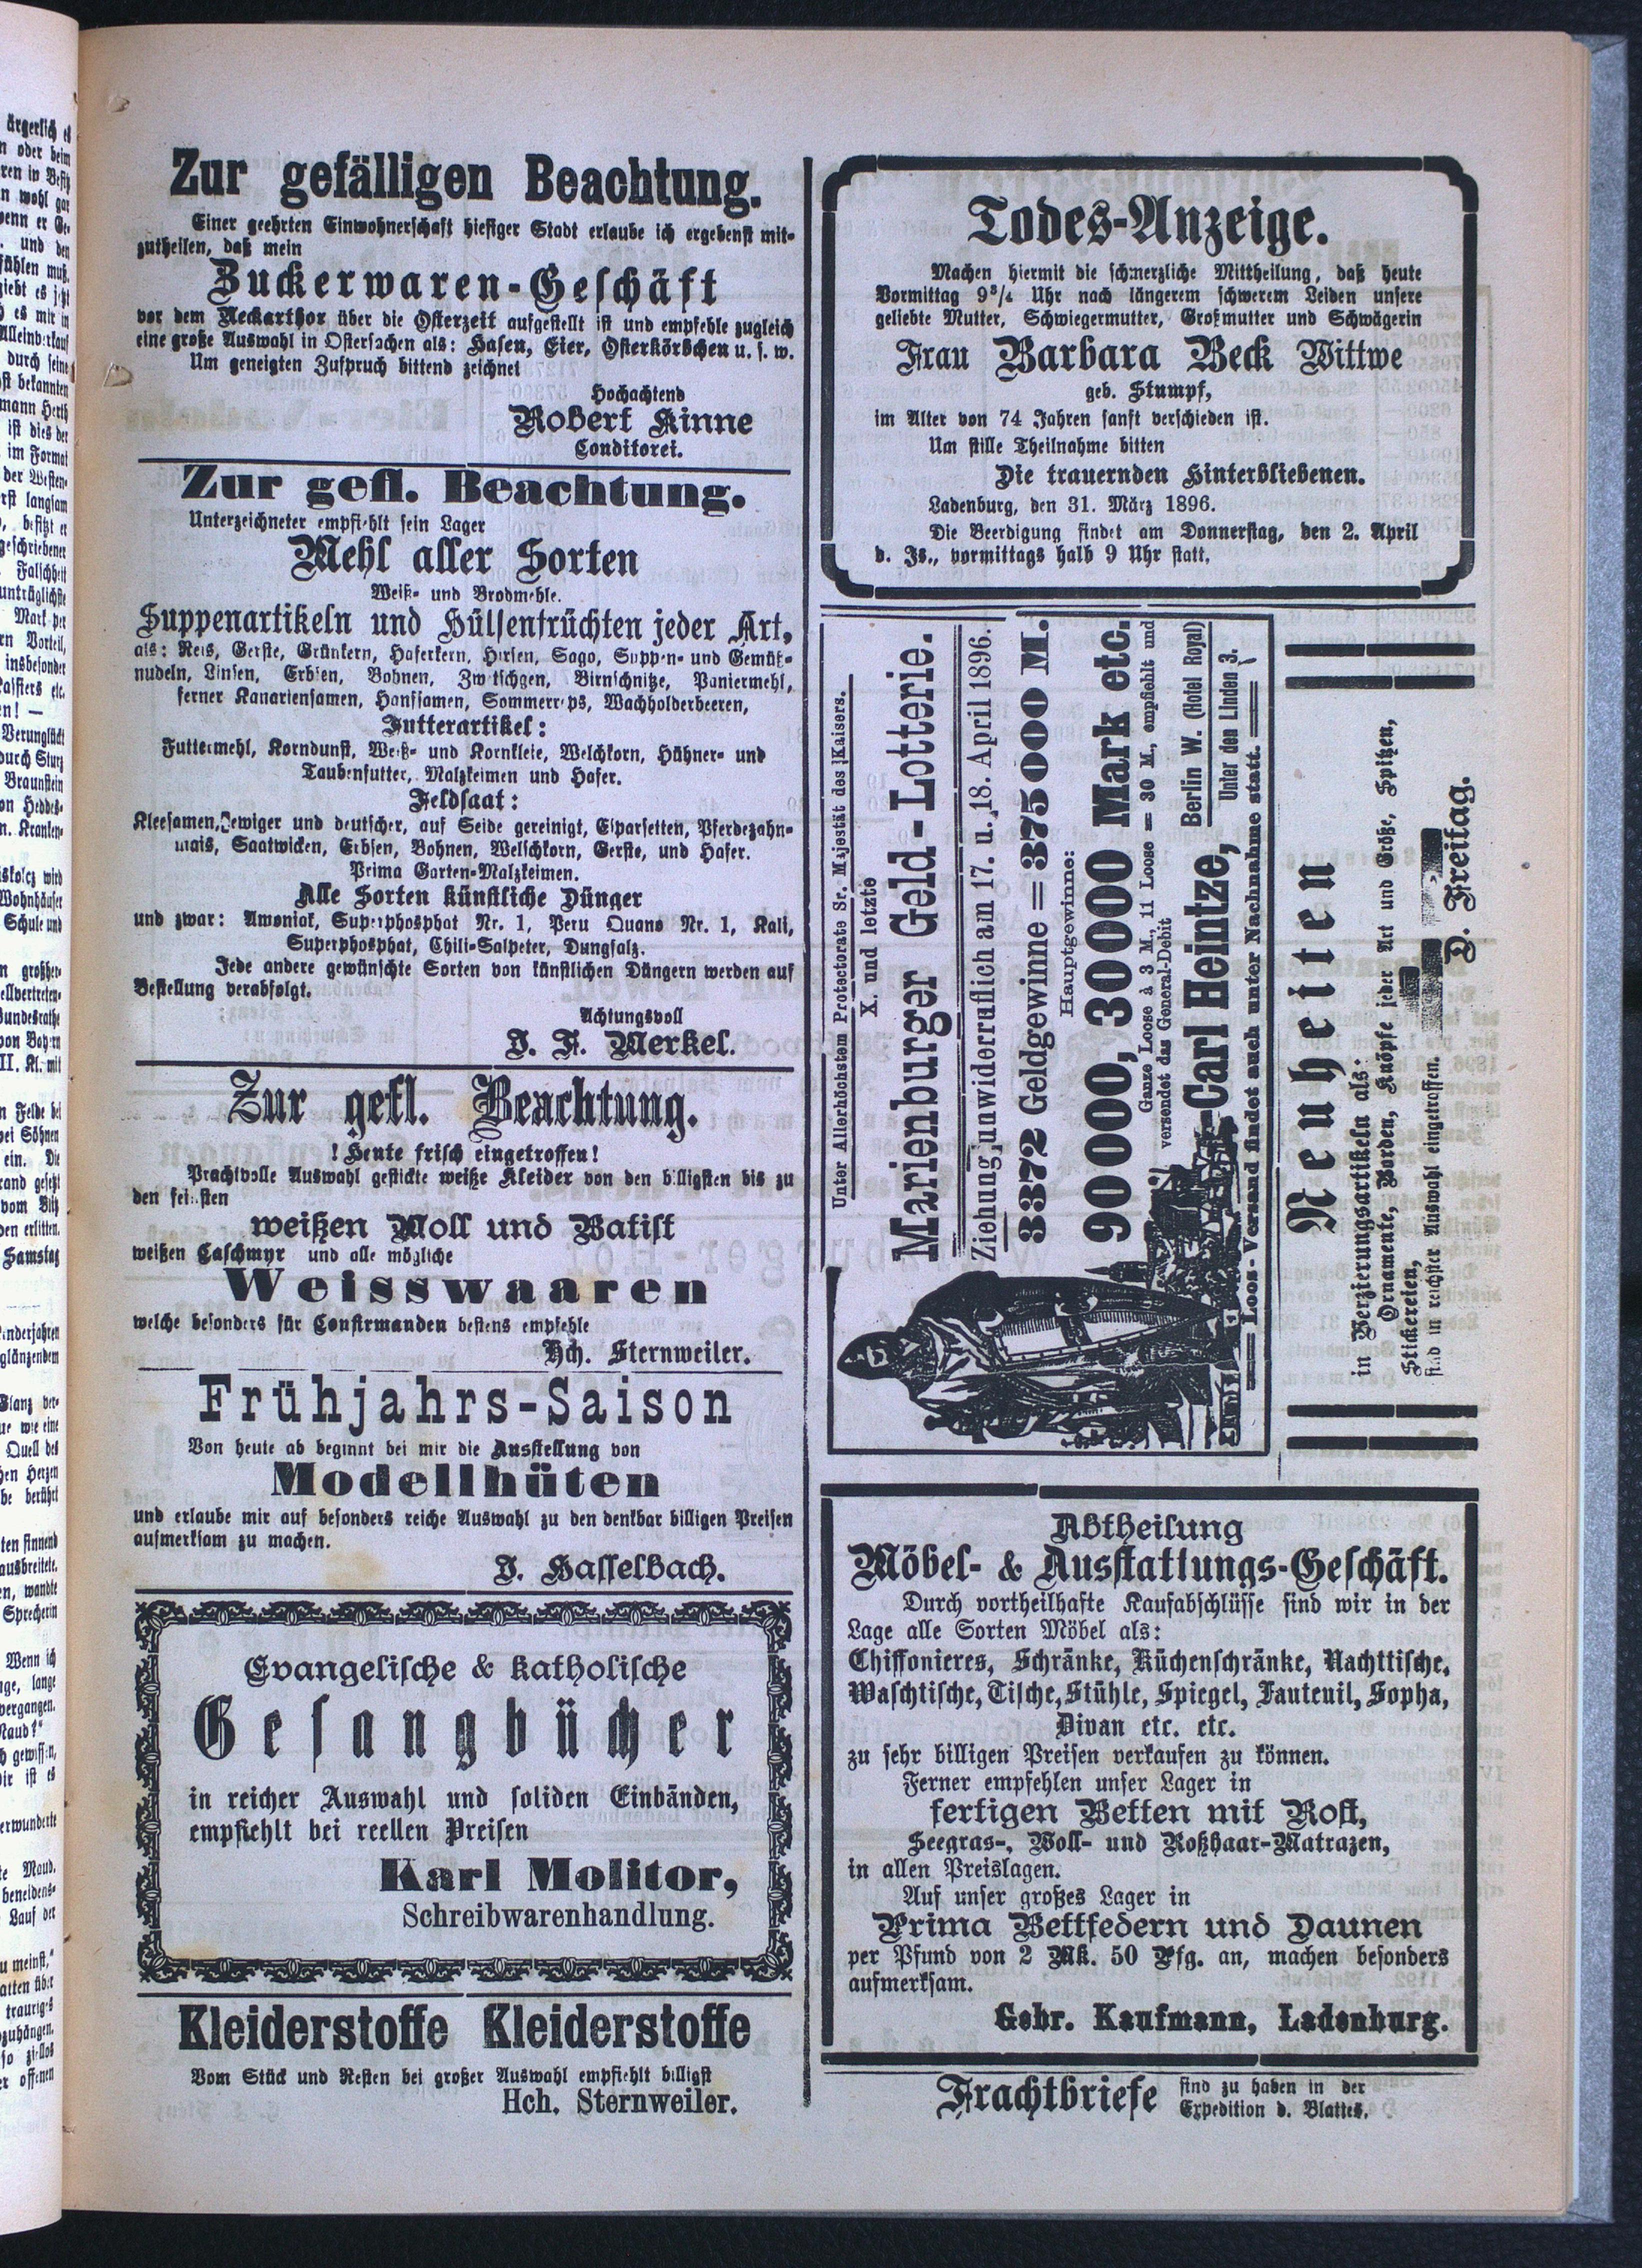 Zur gefälligen Beachtung.
Einer geehrten Einwohnerschaft hiesiger Stadt erlaube ich ergebenst mit-
zutheilen, daß mein
Zuckerwaren-Geschäft
vor dem Neckarthor über die Osterzeit aufgestellt ist und empfehle zugleich
eine große Auswahl in Ostersachen als: Hasen, Eier, Osterkörbchen u. s. w.
Um geneigten Zuspruch bittend zeichnet
Hochachtend
Robert Kinne
Conditorei.
Zur gefl. Beachtung.
Unterzeichneter empfiehlt sein Lager
Mehl aller Sorten
Weiß- und Brodmehle.
Suppenartikeln und Hülsenfrüchten jeder Art,
als: Reis, Gerste, Grünkern, Haferkern, Hirsen, Sago, Suppen- und Gemüs-
nudeln, Linsen, Erbsen, Bohnen, Zwetschgen, Birnschnitze, Paniermehl,
ferner Kanariensamen, Hanfsamen, Sommerreps, Wachholderbeeren,
Futterartikel:
Futtermehl, Korndunst, Weiß- und Kornkleie, Welchkorn, Hühner- und
Taubenfutter, Malzkeimen und Hafer.
Feldsaat:
Kleesamen, ewiger und deutscher, auf Seide gereinigt, Esparsetten, Pferdezahn-
mais, Saatwicken, Erbsen, Bohnen, Welschkorn, Gerste, und Hafer.
Prima Garten-Malzkeimen.
Alle Sorten künstliche Dünger
und zwar: Amoniak, Superphosphat Nr. 1, Peru Quano Nr. 1, Kali,
Superphosphat, Chili-Salpeter, Dungsalz.
Jede andere gewünschte Sorten von künstlichen Düngern werden auf
Bestellung verabfolgt.
Achtungsvoll
J. F. Merkel.
Zur gefl. Beachtung.
! Heute frisch eingetroffen!
Prachtvolle Auswahl gestickte weiße Kleider von den billigsten bis zu
den feinsten
weißen Moll und Batist
weißen Caschmyr und alle mögliche
Weisswaaren
welche besonders für Confirmanden bestens empfehle
Hch. Sternweiler.
Frühjahrs-Saison
Von heute ab beginnt bei mir die Ausstellung von
Modellhüten
und erlaube mir auf besonders reiche Auswahl zu den denkbar billigen Preisen
aufmerksam zu machen.
J. Hasselbach.
Evangelische & katholische
Gesangbücher
in reicher Auswahl und soliden Einbänden,
empfiehlt bei reellen Preisen
Karl Molitor,
Schreibwarenhandlung.
Kleiderstoffe Kleiderstoffe
Vom Stück und Resten bei großer Auswahl empfiehlt billigst
Hch. Sternweiler.
Todes-Anzeige.
Machen hiermit die schmerzliche Mittheilung, daß heute
Vormittag 9¾ Uhr nach längerem schwerem Leiden unsere
geliebte Mutter, Schwiegermutter, Großmutter und Schwägerin
Frau Barbara Beck Wittwe
geb. Stumpf,
im Alter von 74 Jahren sanft verschieden ist.
Um stille Theilnahme bitten
Die trauernden Hinterbliebenen.
Ladenburg, den 31. März 1896.
Die Beerdigung findet am Donnerstag, den 2. April
d. Js., vormittags halb 9 Uhr statt.
Unter Allerhöchstem Protectorate Sr. Majestät des Kaisers.
X. und letzte
Marienburger Geld-Lotterie.
Ziehung unwiderruflich am 17. u. 18. April 1896.
3372 Geldgewinne = 375000 M.
Hauptgewinne:
90000, 30000 Mark etc.
Ganze Loose à 3 M., 11 Loose = 30 M., empfiehlt und
versendet das General-Debit
Carl Heintze, Berlin W. (Hotel Royal)
Unter den Linden 3.
Loos-Versand findet auch unter Nachnahme statt.
Neuheiten
in Verzierungsartikeln als:
Ornamente, Borden, Knöpfe jeder Art und Größe, Spitzen,
Stickereien,
sind in reichster Auswahl eingetroffen.
D. Freitag.
Abtheilung
Möbel- & Ausstattungs-Geschäft.
Durch vortheilhafte Kaufabschlüsse sind wir in der
Lage alle Sorten Möbel als:
Chiffonieres, Schränke, Küchenschränke, Nachttische,
Waschtische, Tische, Stühle, Spiegel, Fauteuil, Sopha,
Divan etc. etc.
zu sehr billigen Preisen verkaufen zu können.
Ferner empfehlen unser Lager in
fertigen Betten mit Rost,
Seegras-, Woll- und Roßhaar-Matrazen,
in allen Preislagen.
Auf unser großes Lager in
Prima Bettfedern und Daunen
per Pfund von 2 Mk. 50 Pfg. an, machen besonders
aufmerksam.
Gebr. Kaufmann, Ladenburg.
Frachtbriefe sind zu haben in der
Expedition d. Blattes.